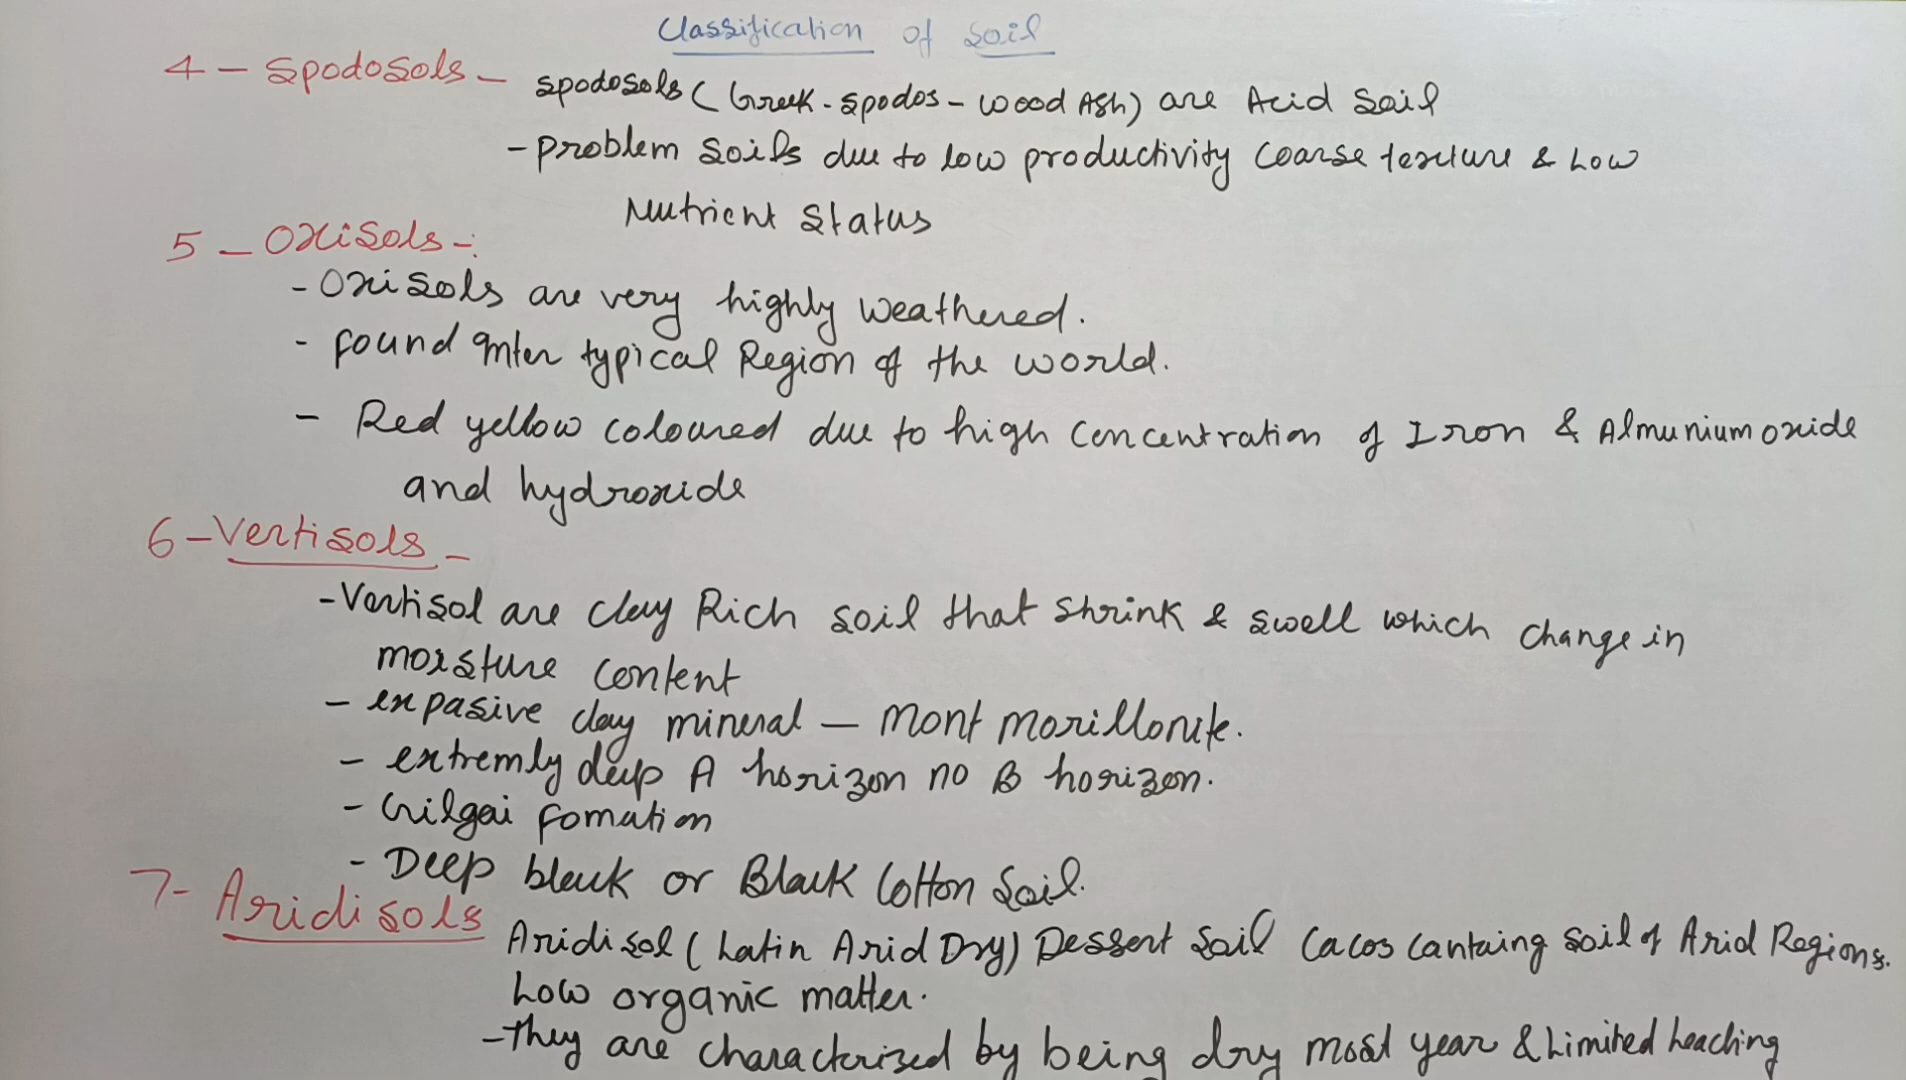 Classification of Soil
4 - Spodosols - Spodosols (Greek - Spodos - Wood Ash) are Acid Soil
- Problem Soils due to low productivity Coarse texture & Low
Nutrient Status
5 - Oxisols -:
- Oxisols are very highly weathered.
- found Inter typical Region of the world.
- Red yellow coloured due to high Concentration of Iron & Almunium oxide
and hydroxide
6 - Vertisols -
- Vertisol are clay Rich soil that Shrink & Swell which change in
moisture content
- expasive clay mineral - Mont morillonite.
- extremly deep A horizon no B horizon.
- Gilgai fomation
- Deep black or Black Cotton Soil.
7 - Aridisols
Aridisol (Latin Arid Dry) Dessert Soil Cacos Cantaing Soil of Arid Regions.
Low organic matter.
- They are characterized by being dry most year & Limited Leaching